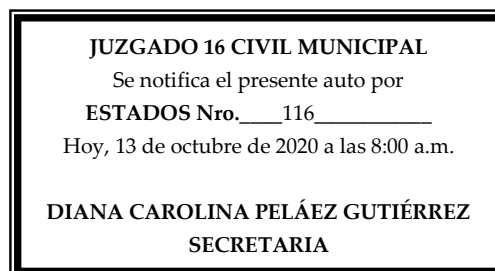 JUZGADO 16 CIVIL MUNICIPAL
Se notifica el presente auto por
ESTADOS Nro.____116___________
Hoy, 13 de octubre de 2020 a las 8:00 a.m.
DIANA CAROLINA PELÁEZ GUTIÉRREZ
SECRETARIA